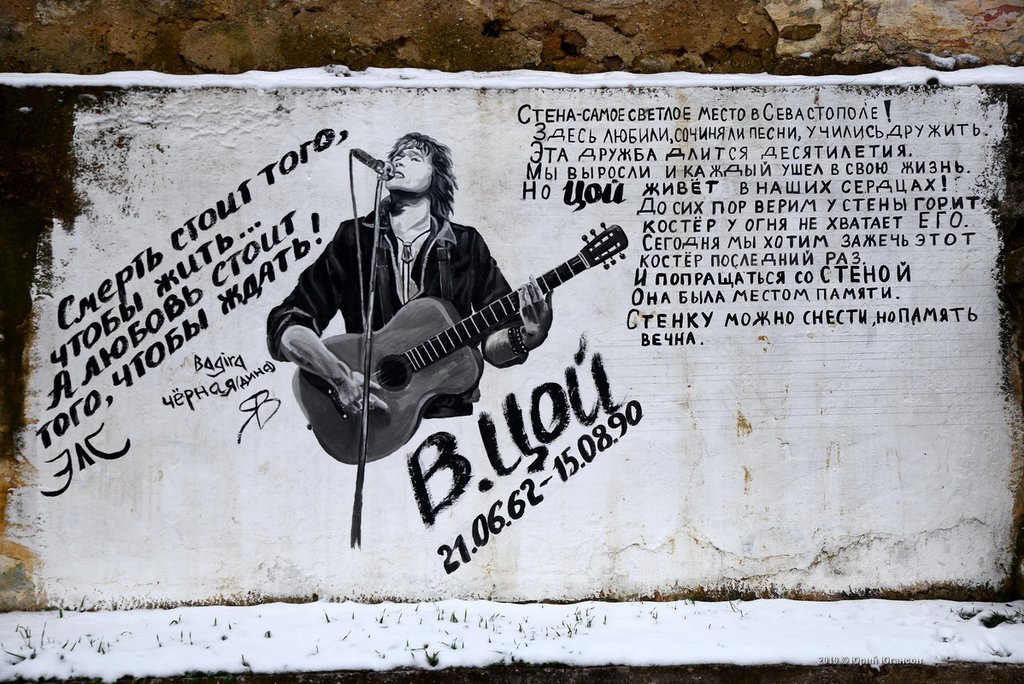 Смерть стоит того,
чтобы жить...
А любовь стоит
того, чтобы ждать!
Bagira
чёрная (дина)
ЯВ
ЭЛС
В. Цой
21.06.62-15.08.90
Стена-самое светлое место в Севастополе!
Здесь любили, сочиняли песни, учились дружить.
Эта дружба длится десятилетия.
Мы выросли и каждый ушел в свою жизнь.
Но Цой живёт в наших сердцах!
До сих пор верим у стены горит
костёр у огня не хватает ЕГО.
Сегодня мы хотим зажечь этот
костёр последний раз.
И попращаться со СТЕНОЙ
Она была местом памяти.
Стенку можно снести, но память
вечна.
2019 © Юрий Югансон